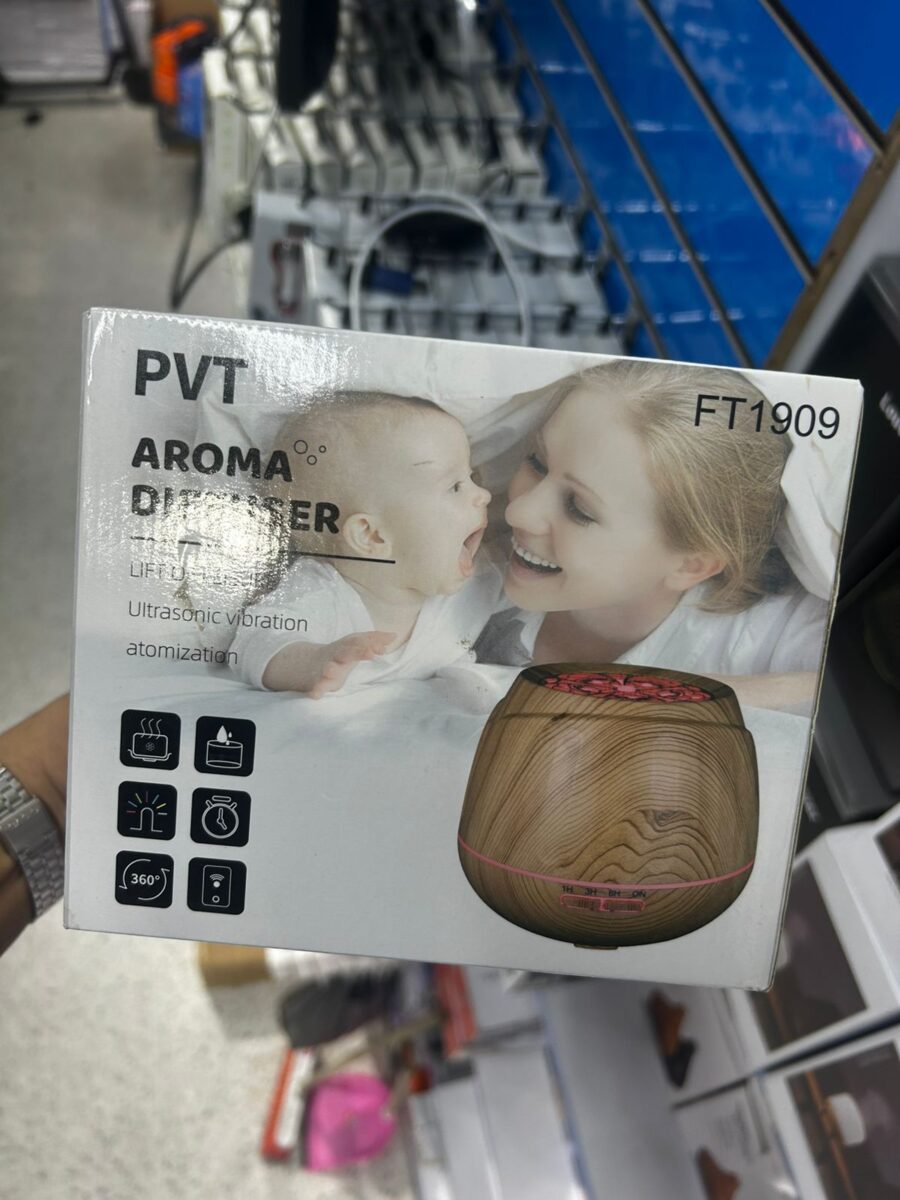 PVT
FT1909
AROMA
Ultrasonic vibration
atomization
360°
1H 3H 6H ON